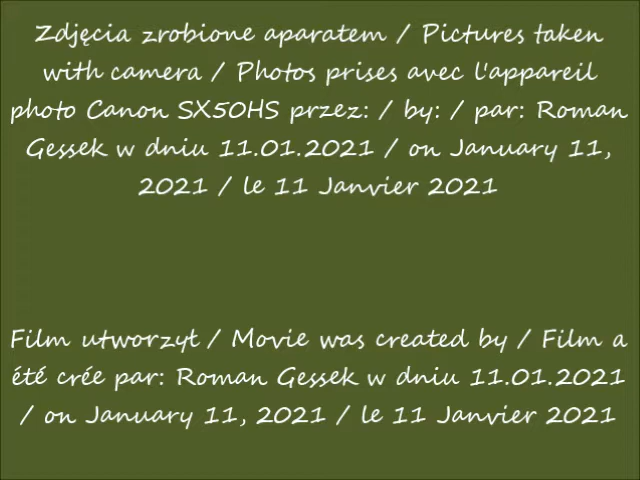 Zdjęcia zrobione aparatem / Pictures taken
with camera / Photos prises avec l'appareil
photo Canon SX50HS przez: / by: / par: Roman
Gessek w dniu 11.01.2021 / on January 11,
2021 / le 11 Janvier 2021
Film utworzył / Movie was created by / Film a
été crée par: Roman Gessek w dniu 11.01.2021
/ on January 11, 2021 / le 11 Janvier 2021